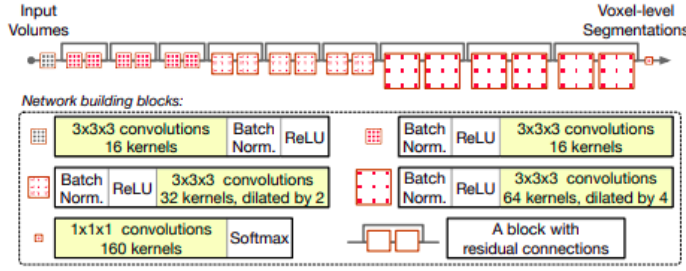 Input
Volumes
Voxel-level
Segmentations
Network building blocks:
3x3x3 convolutions
16 kernels
Batch
Norm.
ReLU
Batch
Norm.
ReLU
3x3x3 convolutions
16 kernels
Batch
Norm.
ReLU
3x3x3 convolutions
32 kernels, dilated by 2
Batch
Norm.
ReLU
3x3x3 convolutions
64 kernels, dilated by 4
1x1x1 convolutions
160 kernels
Softmax
A block with
residual connections